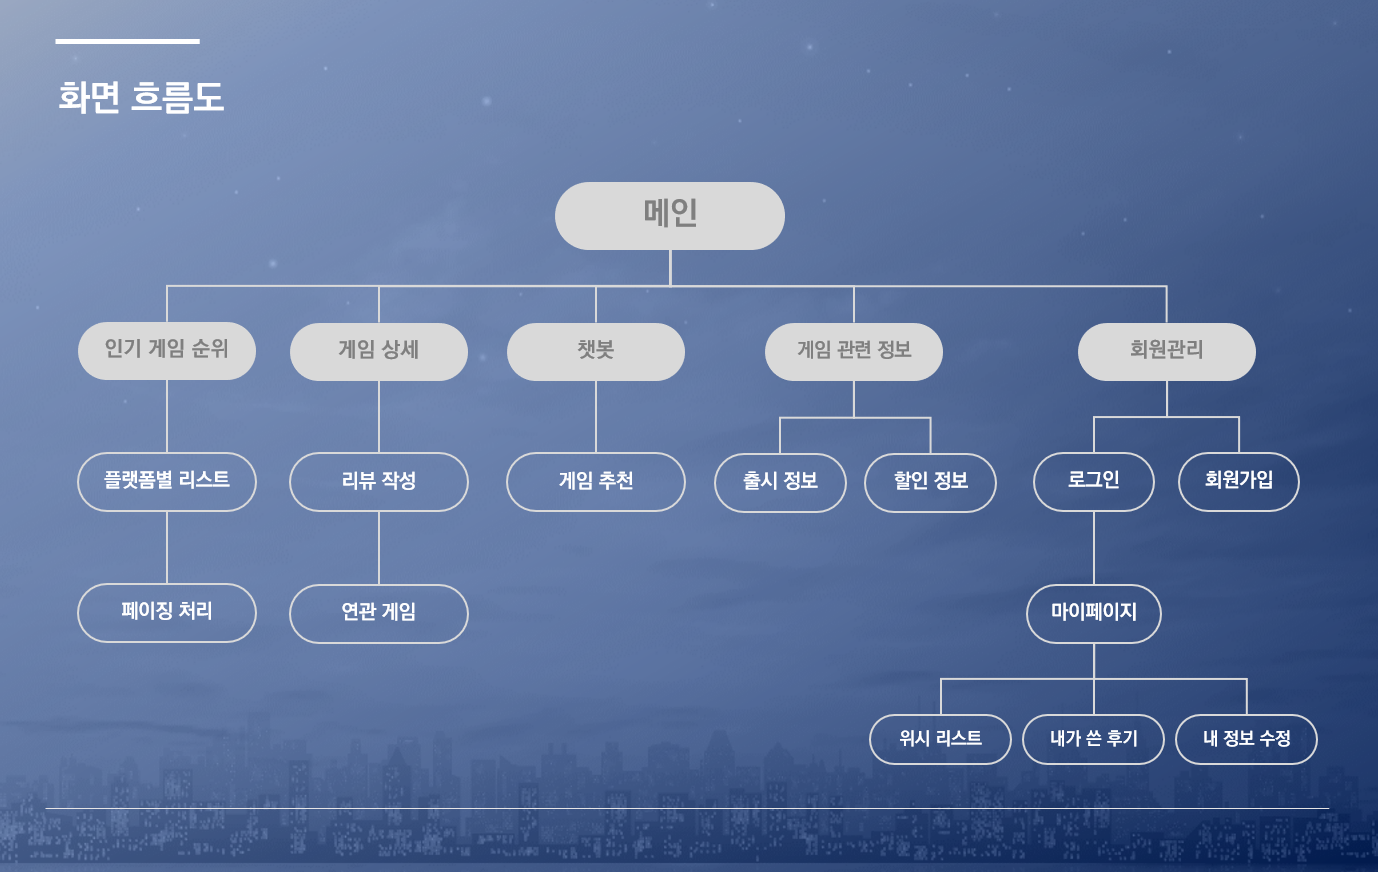 화면 흐름도
메인
인기 게임 순위
게임 상세
챗봇
게임 관련 정보
회원관리
플랫폼별 리스트
리뷰 작성
게임 추천
출시 정보
할인 정보
로그인
회원가입
페이징 처리
연관 게임
마이페이지
위시 리스트
내가 쓴 후기
내 정보 수정